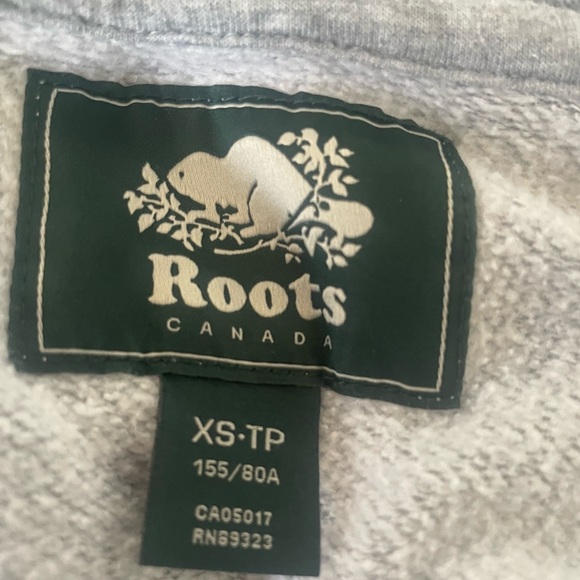 Roots
CANADA
XS·TP
155/80A
CA05017
RN69323